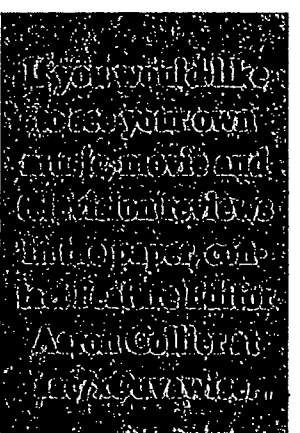 If you would like
to see your own
music, movie and
television reviews
in the paper, con-
tact Feature Editor
Aaron Collier at